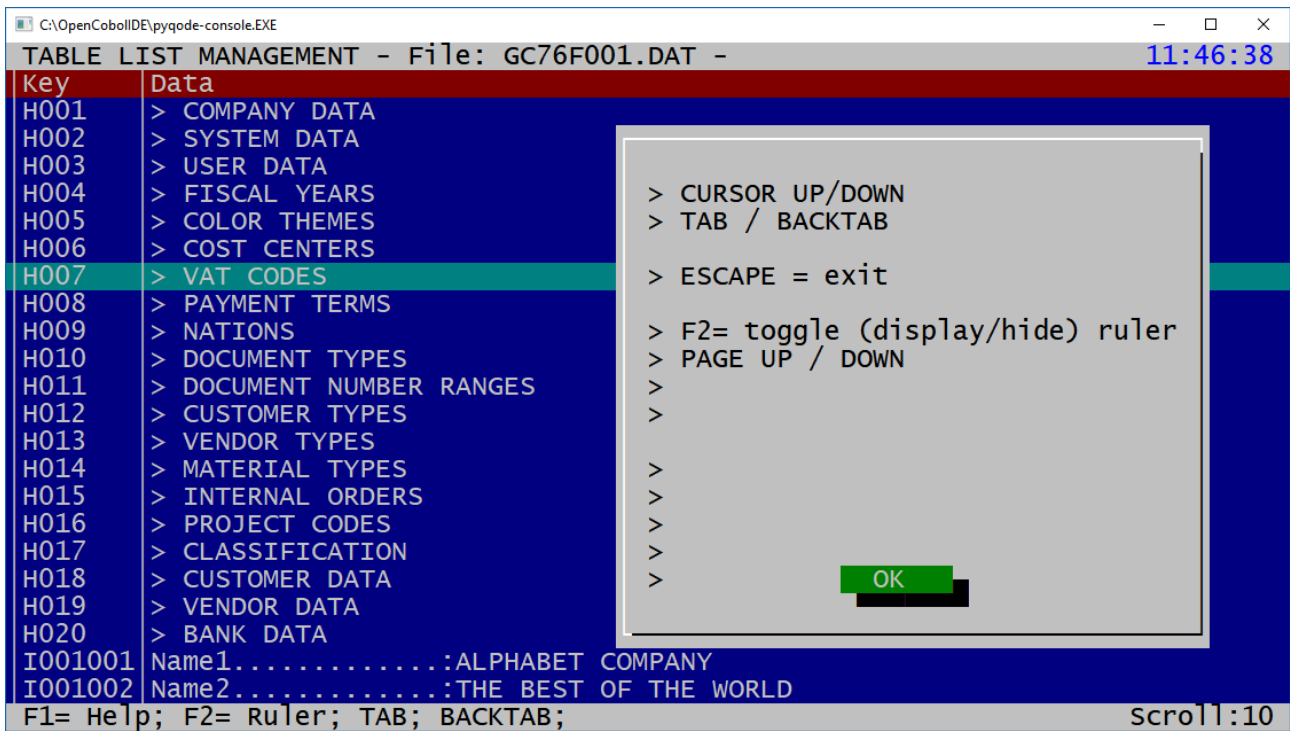 C:\OpenCobolIDE\pyqode-console.EXE
TABLE LIST MANAGEMENT - File: GC76F001.DAT - 11:46:38
Key Data
H001 > COMPANY DATA
H002 > SYSTEM DATA
H003 > USER DATA
H004 > FISCAL YEARS
H005 > COLOR THEMES
H006 > COST CENTERS
H007 > VAT CODES
H008 > PAYMENT TERMS
H009 > NATIONS
H010 > DOCUMENT TYPES
H011 > DOCUMENT NUMBER RANGES
H012 > CUSTOMER TYPES
H013 > VENDOR TYPES
H014 > MATERIAL TYPES
H015 > INTERNAL ORDERS
H016 > PROJECT CODES
H017 > CLASSIFICATION
H018 > CUSTOMER DATA
H019 > VENDOR DATA
H020 > BANK DATA
I001001 Name1.............:ALPHABET COMPANY
I001002 Name2.............:THE BEST OF THE WORLD
> CURSOR UP/DOWN
> TAB / BACKTAB
> ESCAPE = exit
> F2= toggle (display/hide) ruler
> PAGE UP / DOWN
>
>
>
>
>
>
>
OK
F1= Help; F2= Ruler; TAB; BACKTAB; Scroll:10